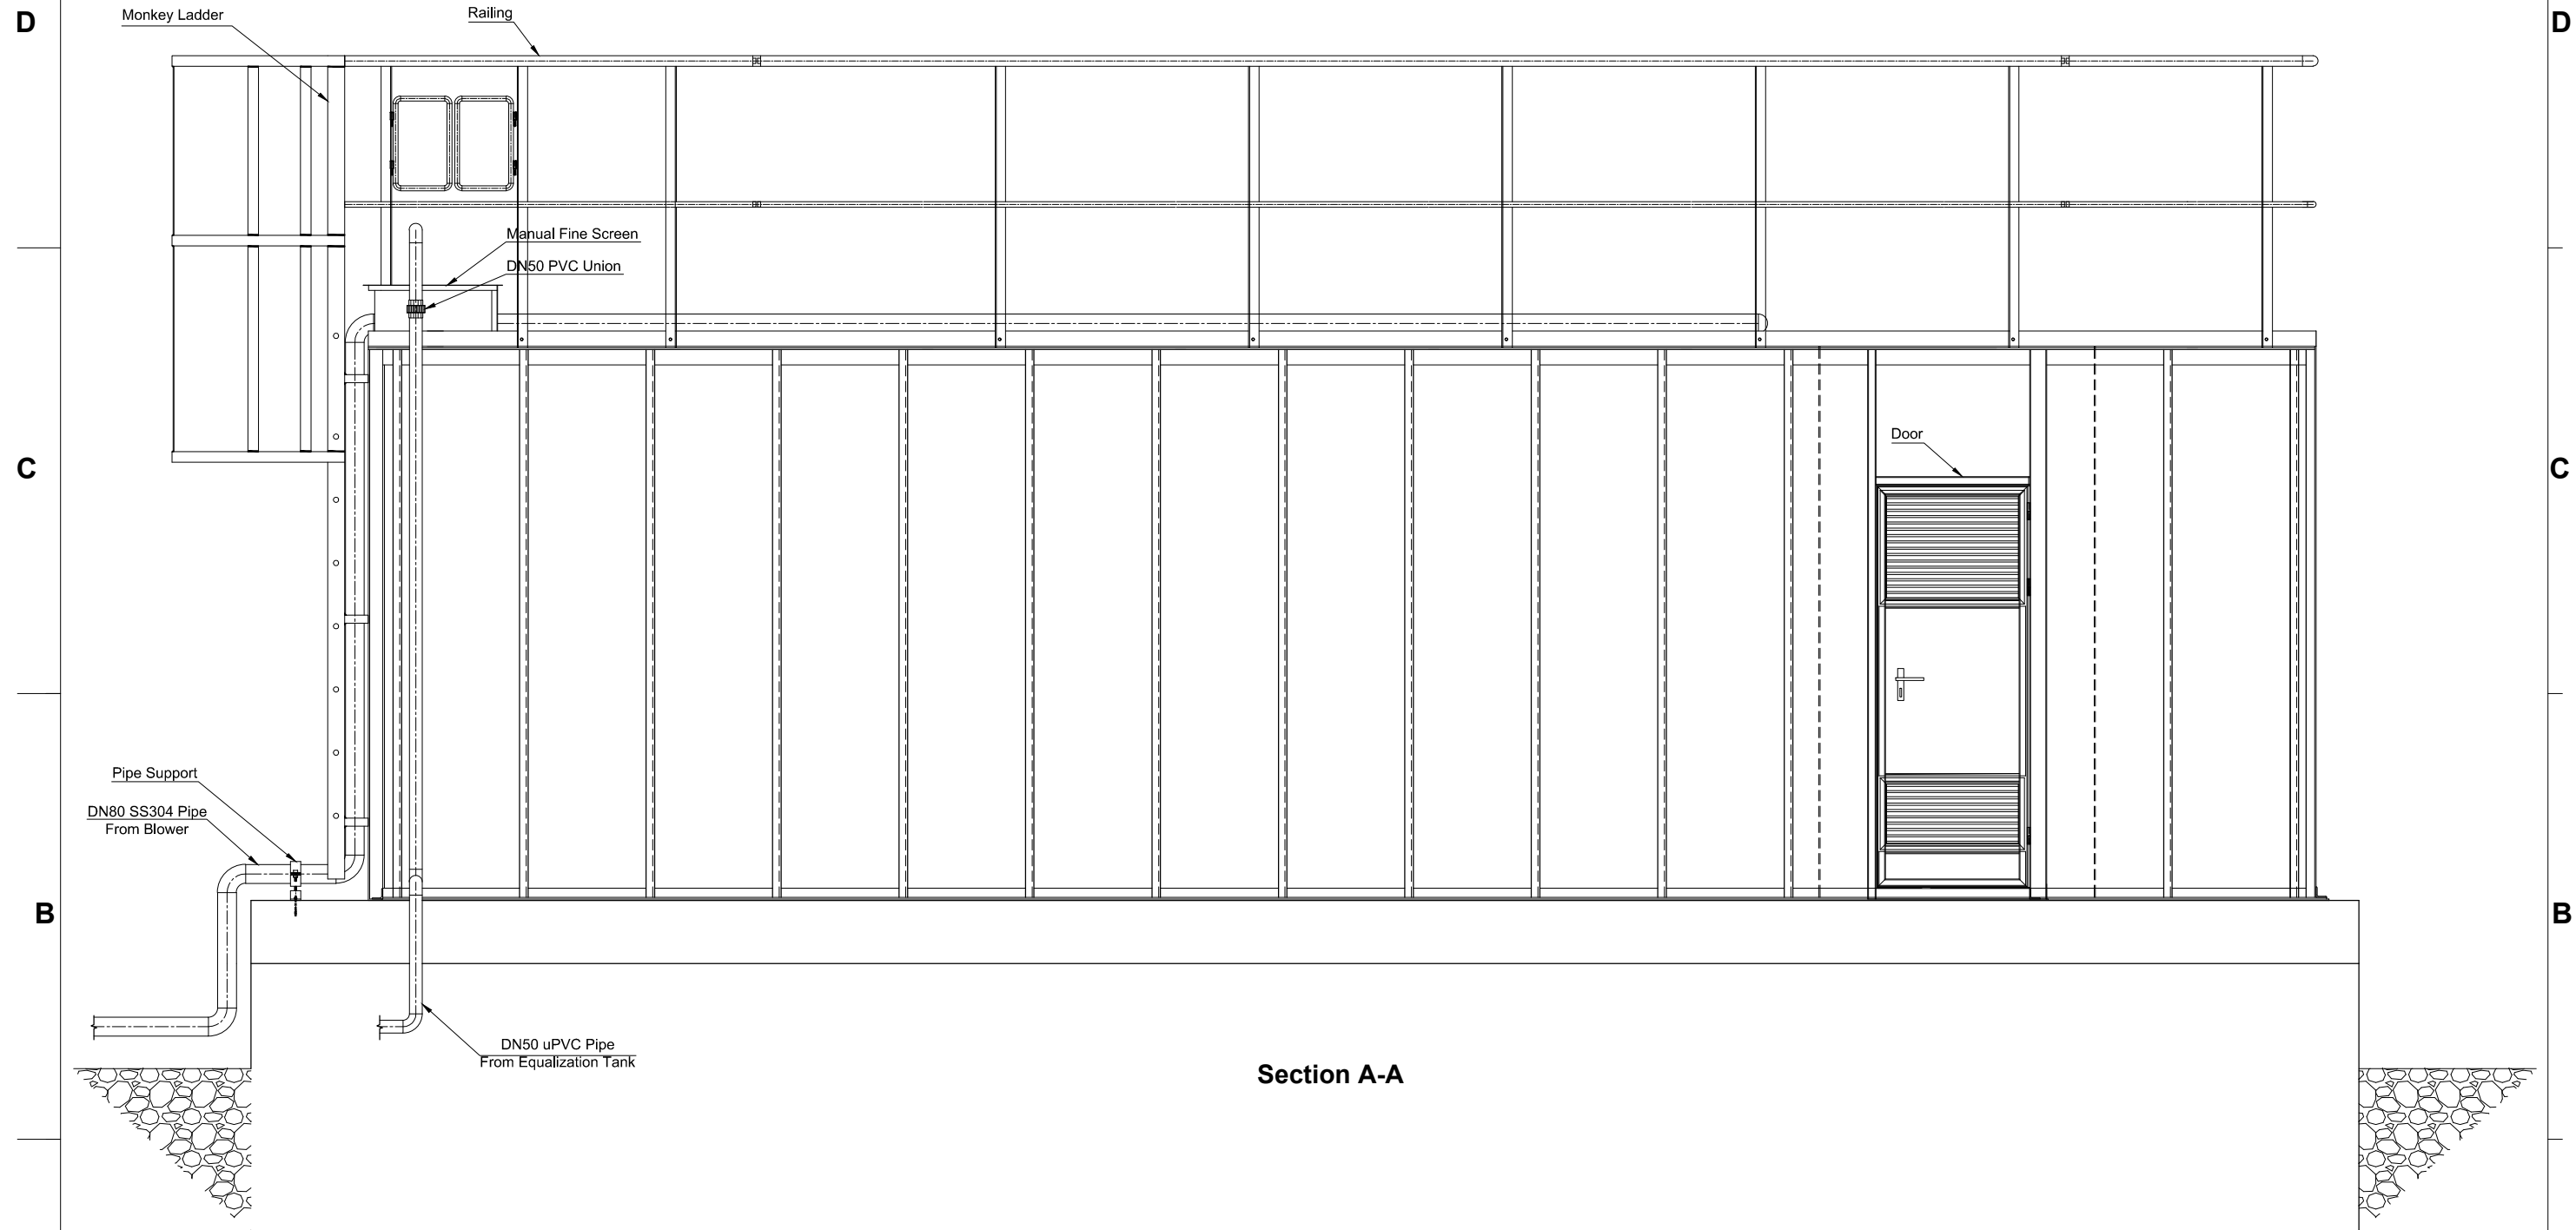 D
Monkey Ladder
Railing
D
Manual Fine Screen
DN50 PVC Union
Door
C
C
Pipe Support
DN80 SS304 Pipe
From Blower
B
B
DN50 uPVC Pipe
From Equalization Tank
Section A-A